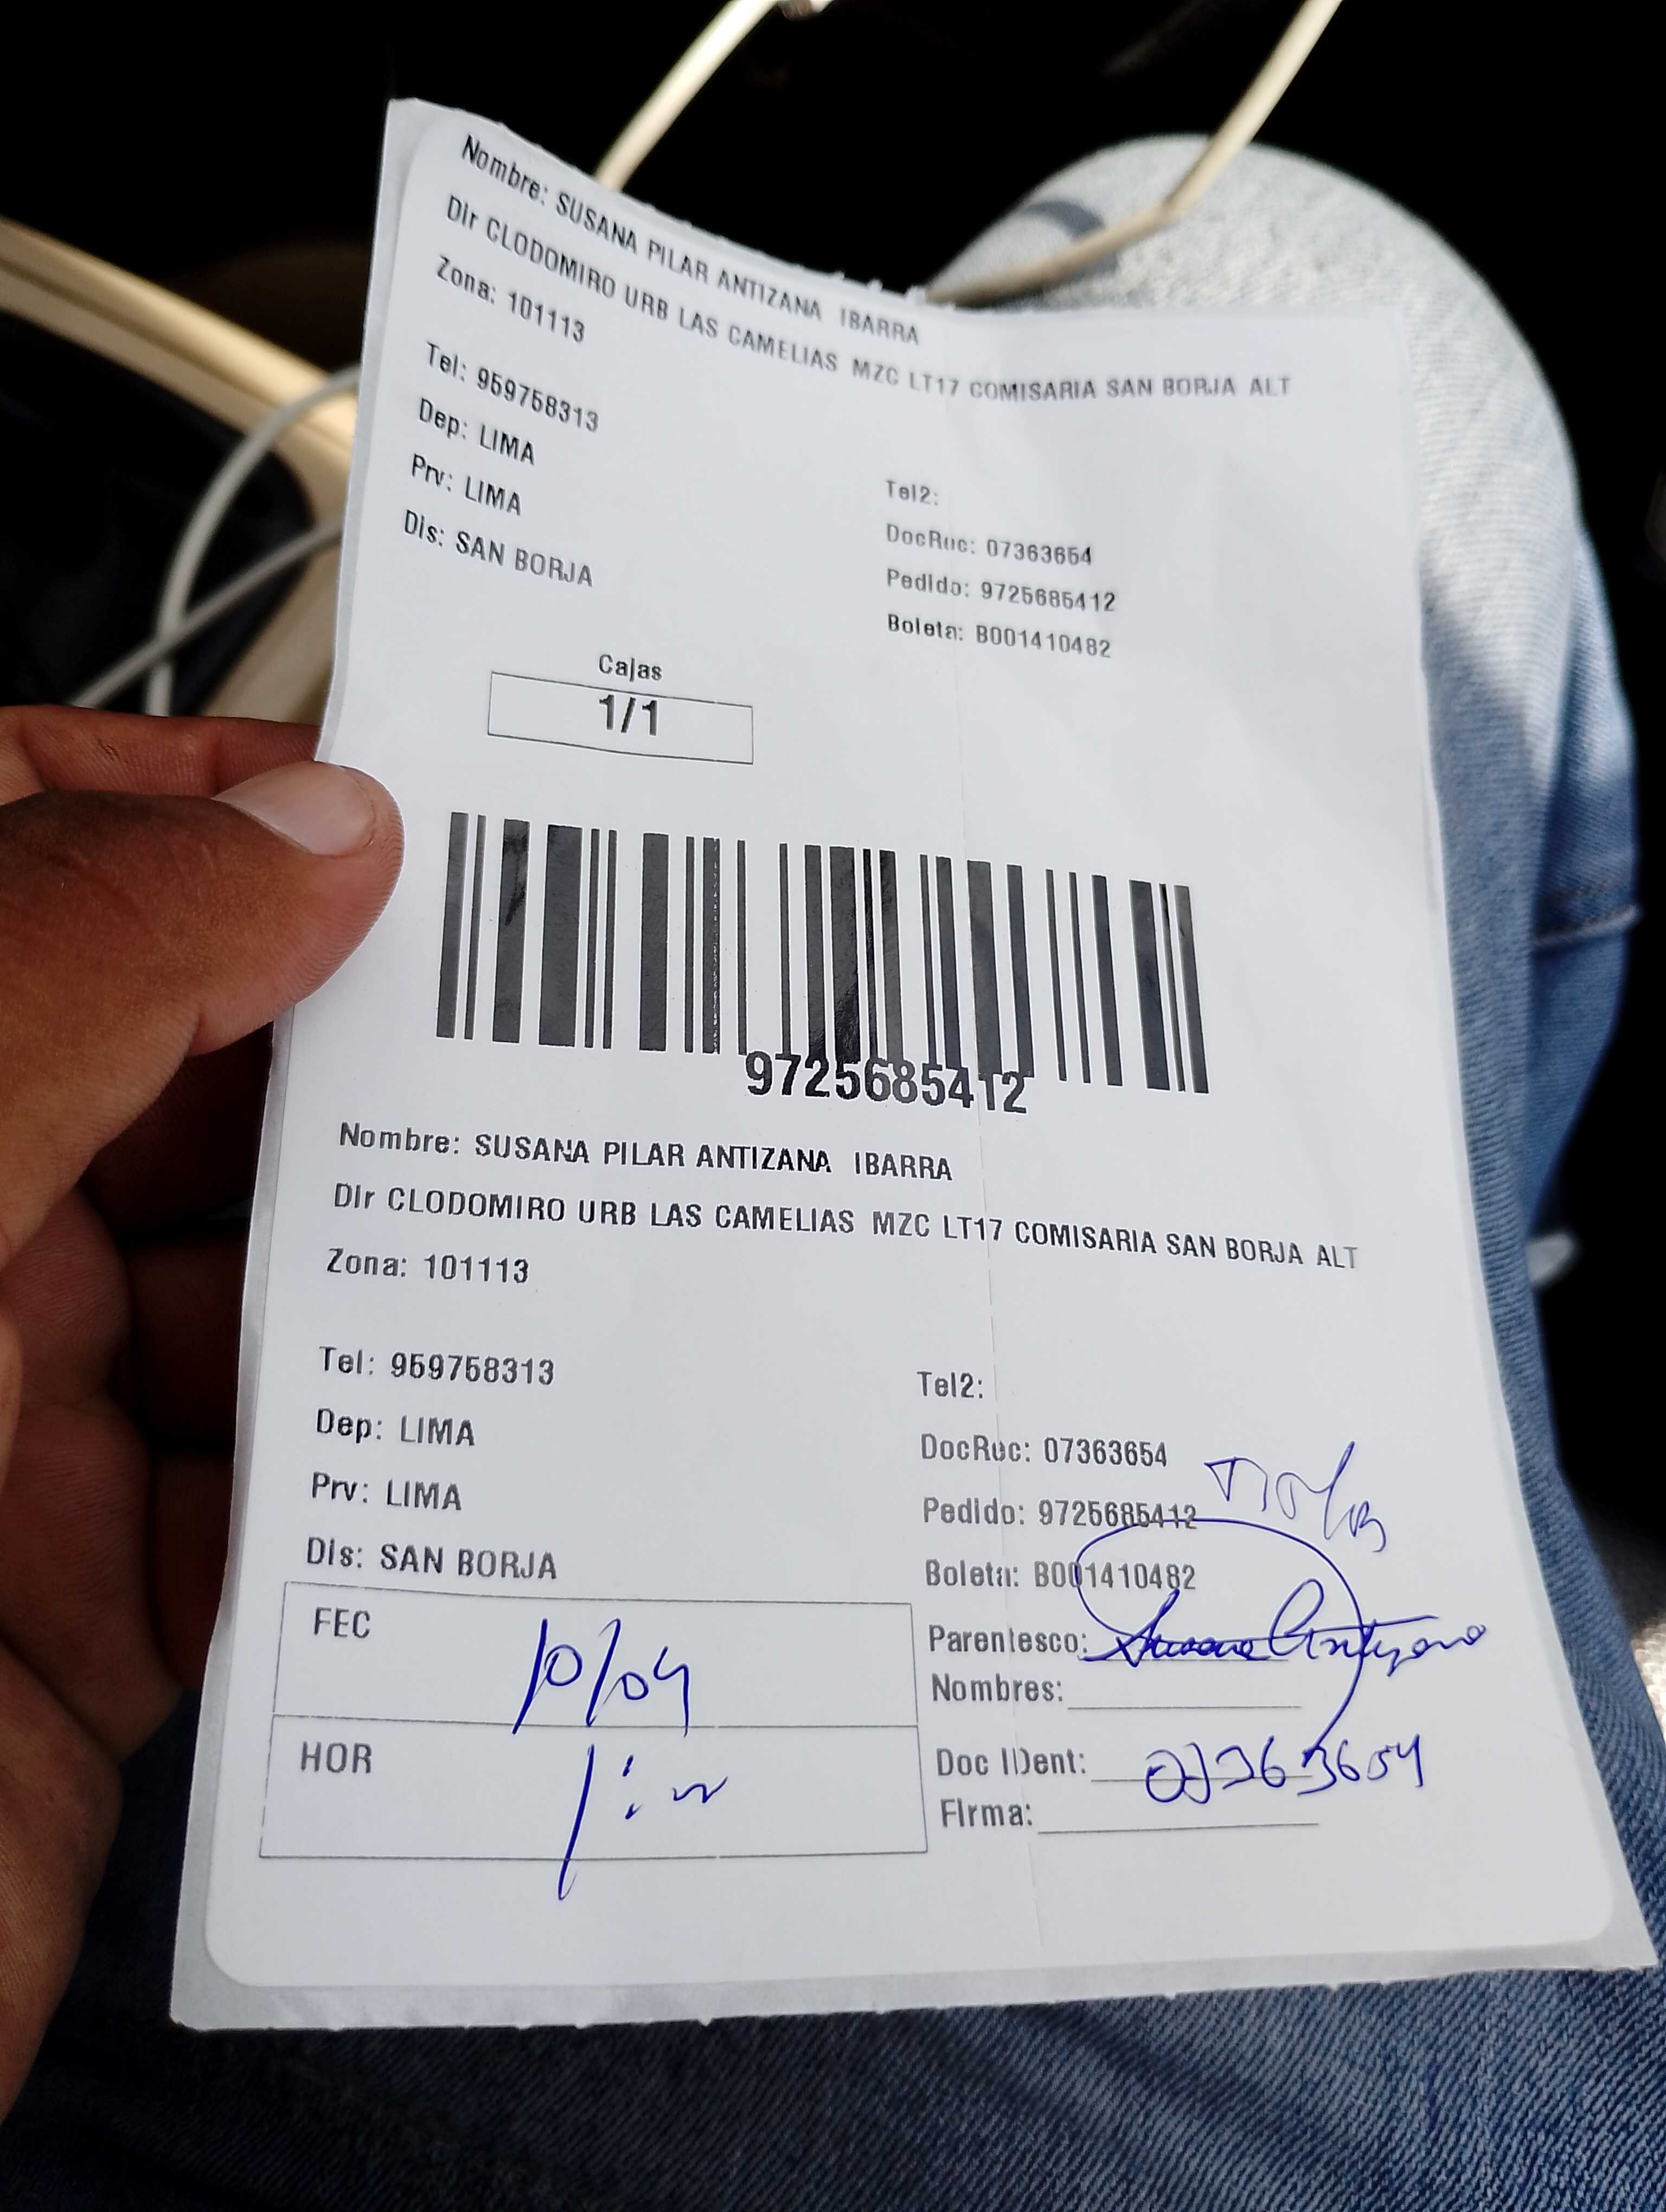 Nombre: SUSANA PILAR ANTIZANA IBARRA
Dir CLODOMIRO URB LAS CAMELIAS MZC LT17 COMISARIA SAN BORJA ALT
Zona: 101113
Tel: 959758313
Dep: LIMA
Prv: LIMA
Dis: SAN BORJA
Tel2:
DocRuc: 07363654
Pedido: 9725685412
Boleta: B001410482
Cajas
1/1
9725685412
Nombre: SUSANA PILAR ANTIZANA IBARRA
Dir CLODOMIRO URB LAS CAMELIAS MZC LT17 COMISARIA SAN BORJA ALT
Zona: 101113
Tel: 959758313
Dep: LIMA
Prv: LIMA
Dis: SAN BORJA
Tel2:
DocRuc: 07363654
Pedido: 9725685412
Boleta: B001410482
Parentesco: Susana Antizana
Nombres:
Doc IDent: 07363654
Firma:
FEC 10/04
HOR